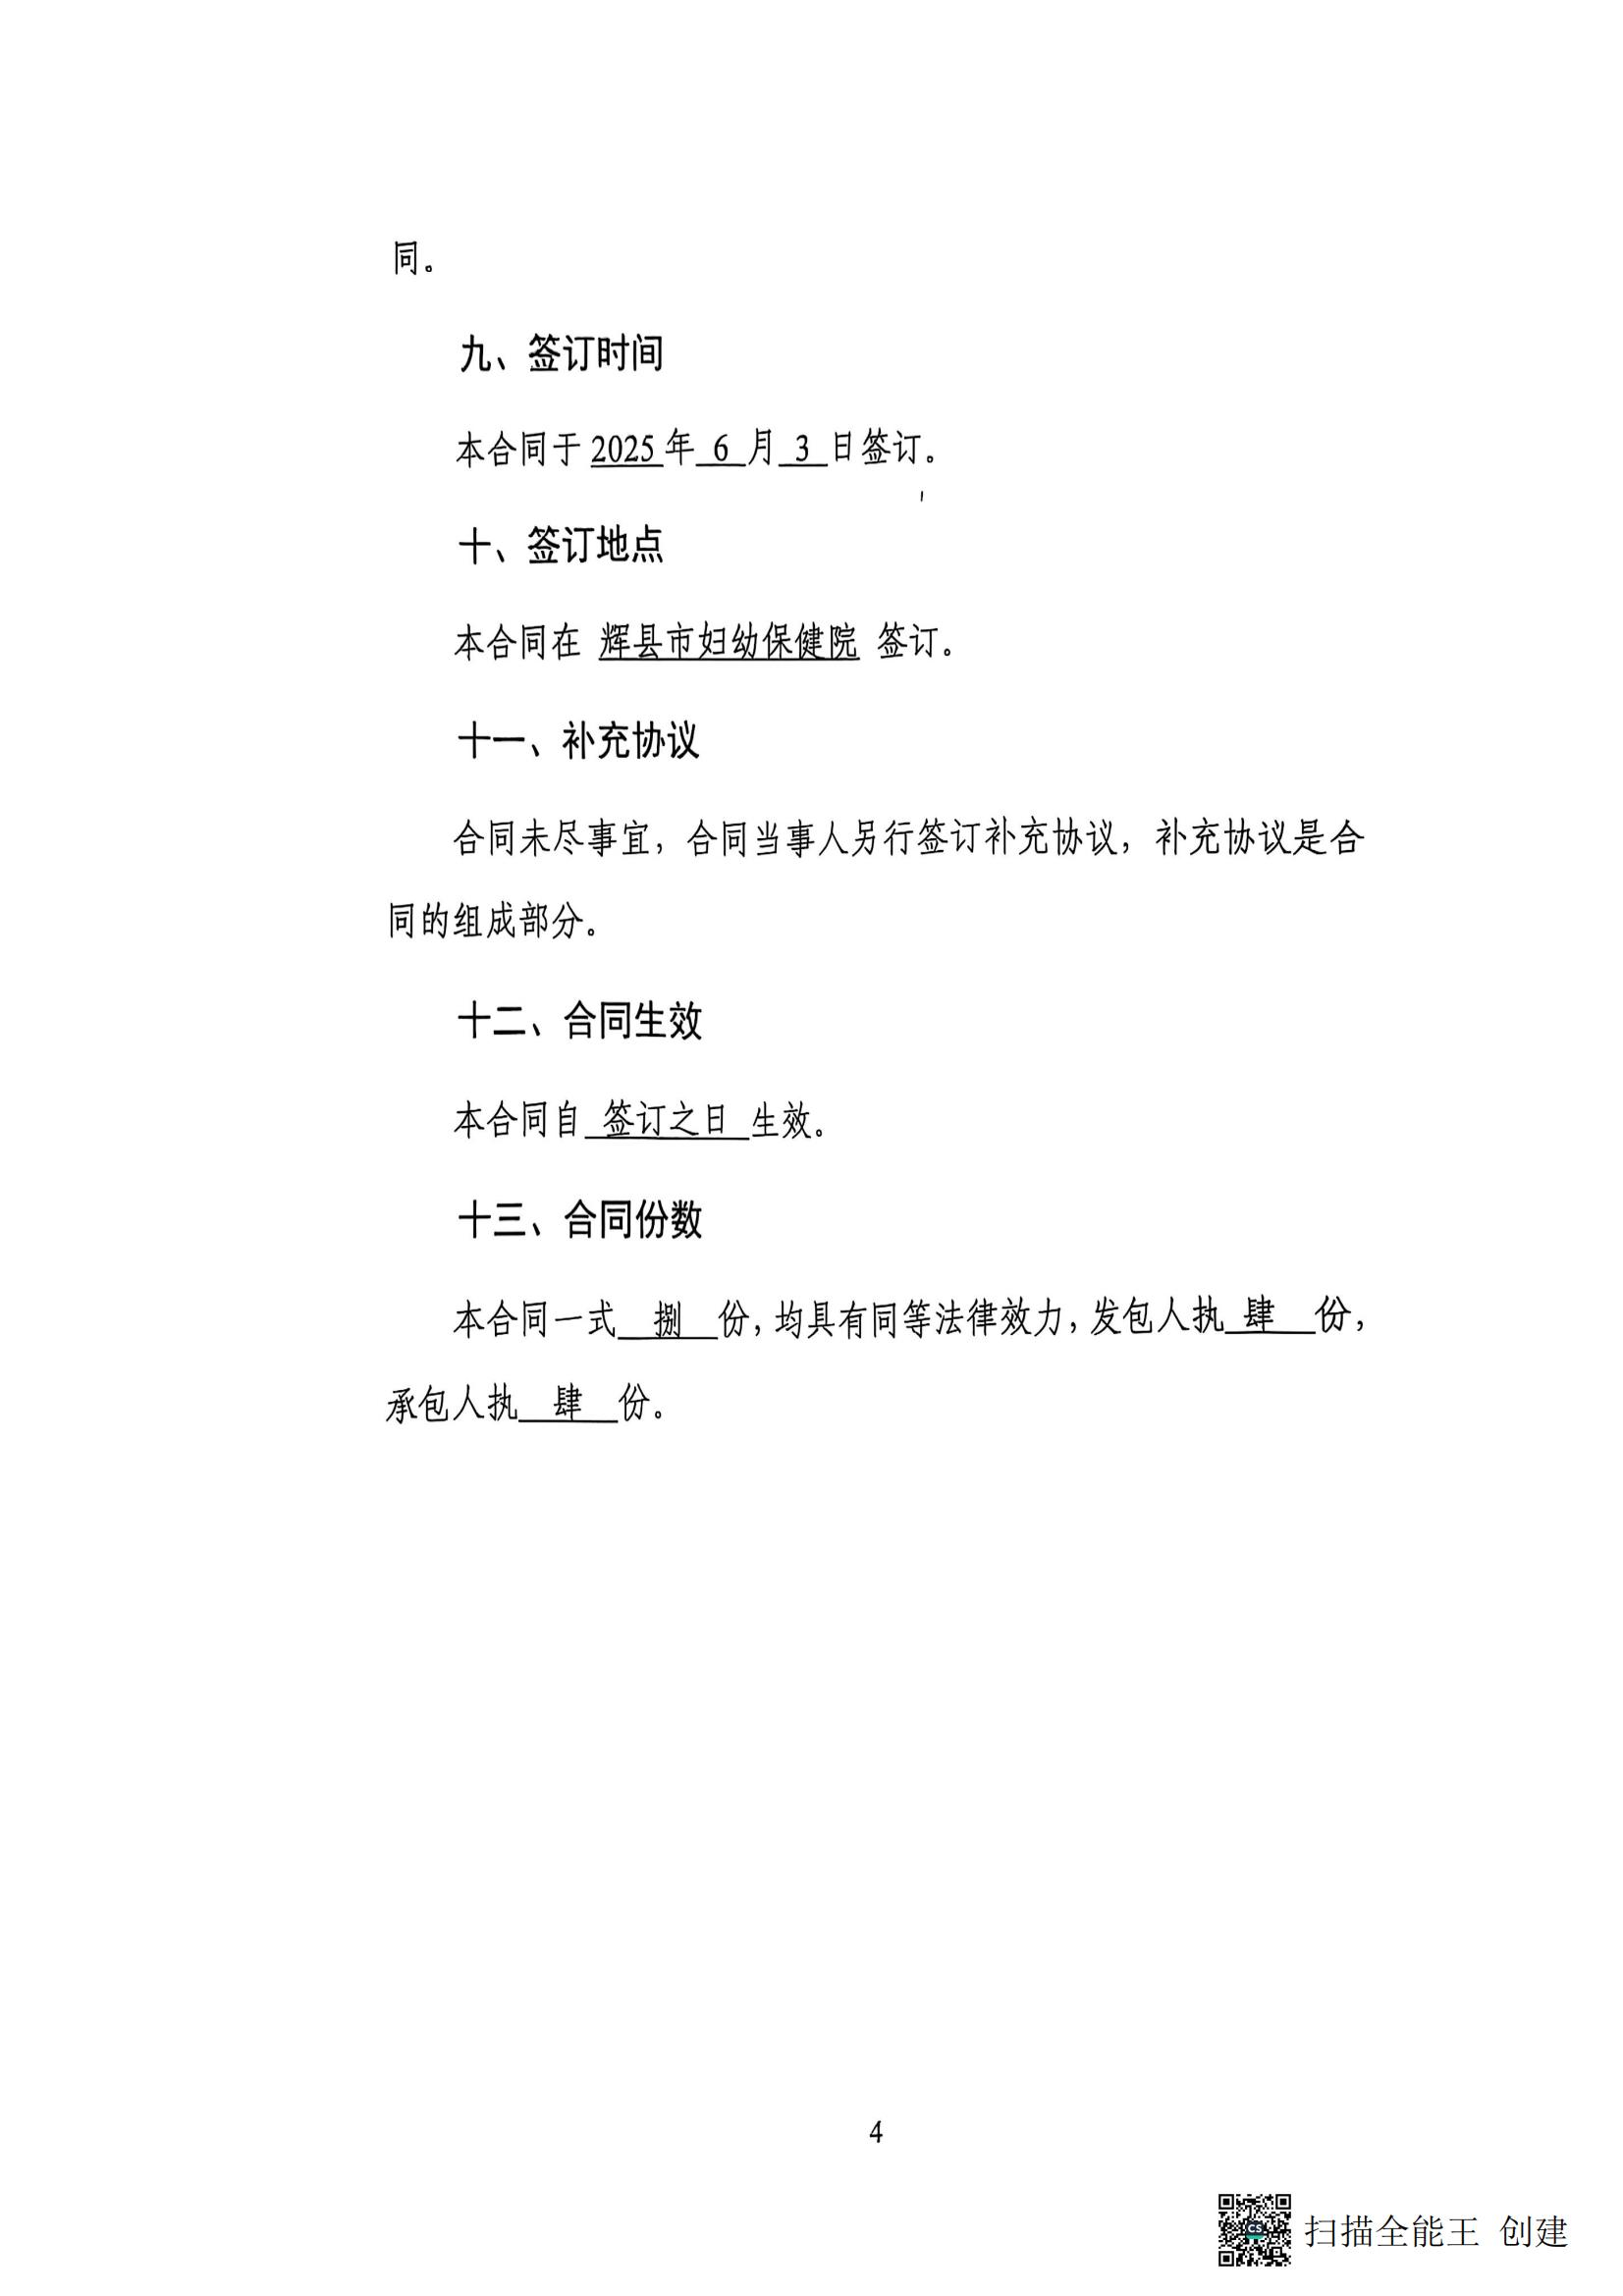 同。
九、签订时间
本合同于 2025 年 6 月 3 日签订。
十、签订地点
本合同在 辉县市妇幼保健院 签订。
十一、补充协议
合同未尽事宜，合同当事人另行签订补充协议，补充协议是合
同的组成部分。
十二、合同生效
本合同自 签订之日 生效。
十三、合同份数
本合同一式 捌 份，均具有同等法律效力，发包人执 肆 份，
承包人执 肆 份。
4
CS
扫描全能王 创建